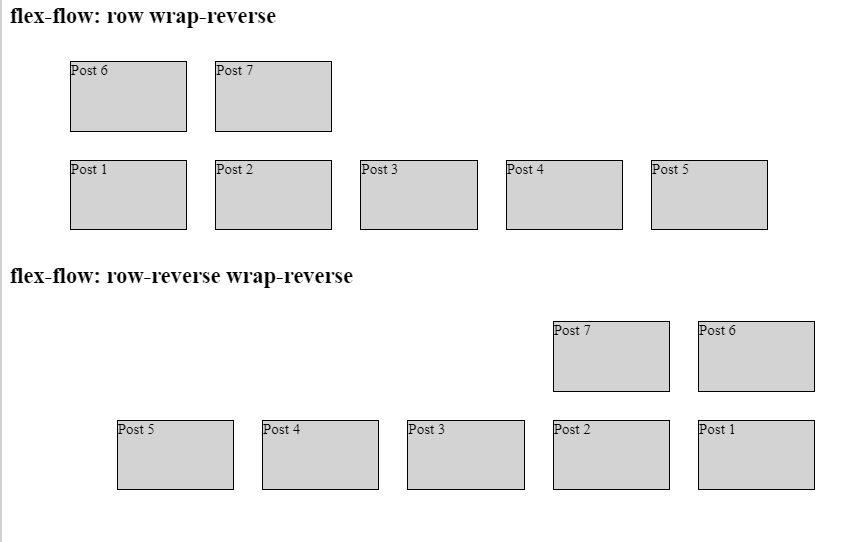 flex-flow: row wrap-reverse
Post 6 Post 7
Post 1 Post 2 Post 3 Post 4 Post 5
flex-flow: row-reverse wrap-reverse
Post 7 Post 6
Post 5 Post 4 Post 3 Post 2 Post 1